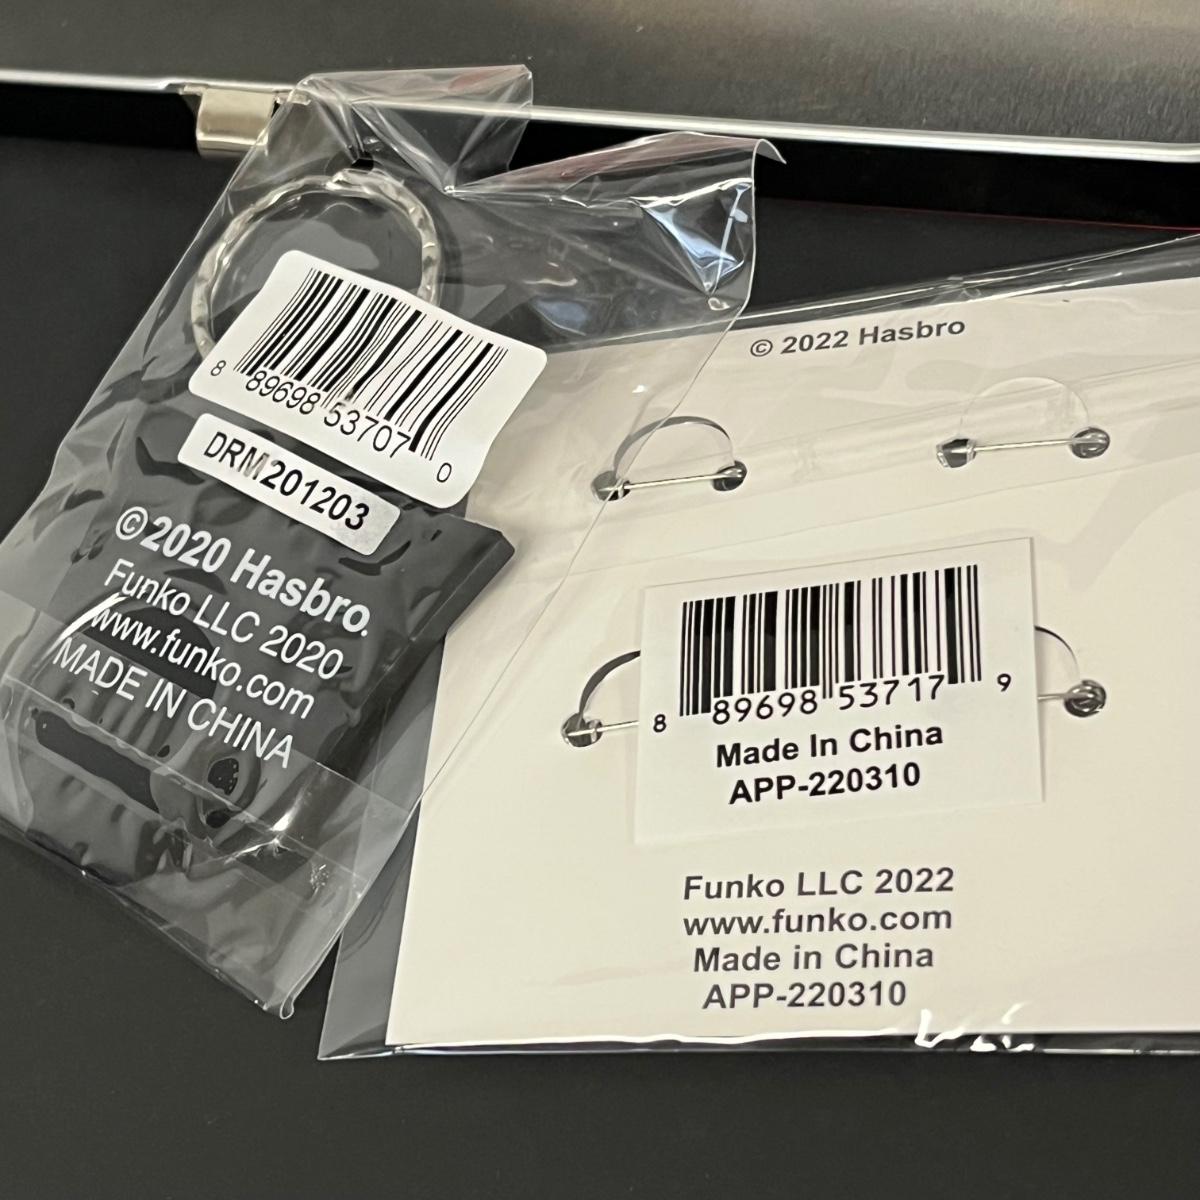 8 89698 53707 0
DRM201203
©2020 Hasbro.
Funko LLC 2020
www.funko.com
MADE IN CHINA
© 2022 Hasbro
8 89698 53717 9
Made In China
APP-220310
Funko LLC 2022
www.funko.com
Made in China
APP-220310